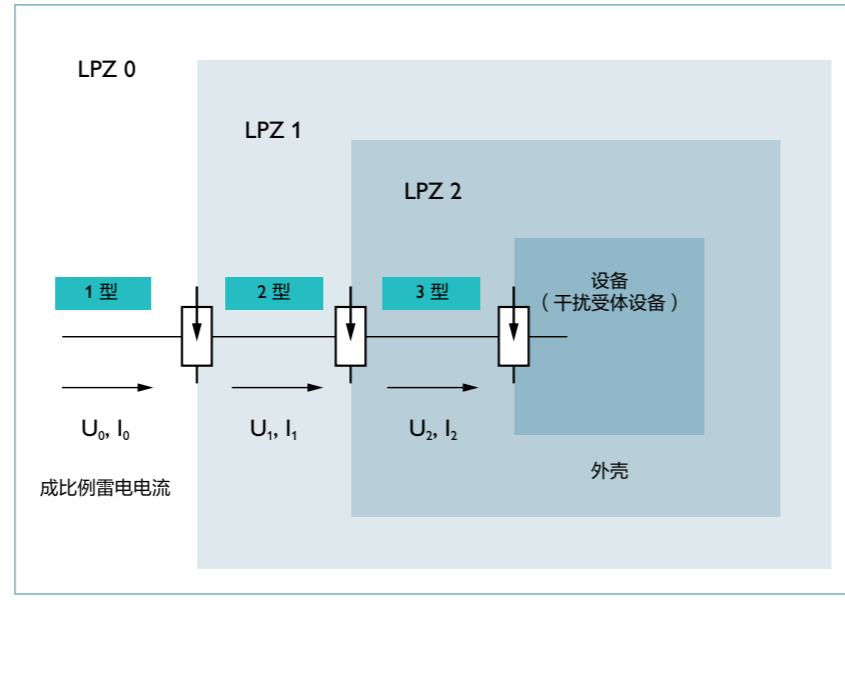 LPZ 0
LPZ 1
LPZ 2
设备
（干扰受体设备）
1 型
2 型
3 型
U₀, I₀
U₁, I₁
U₂, I₂
外壳
成比例雷电电流